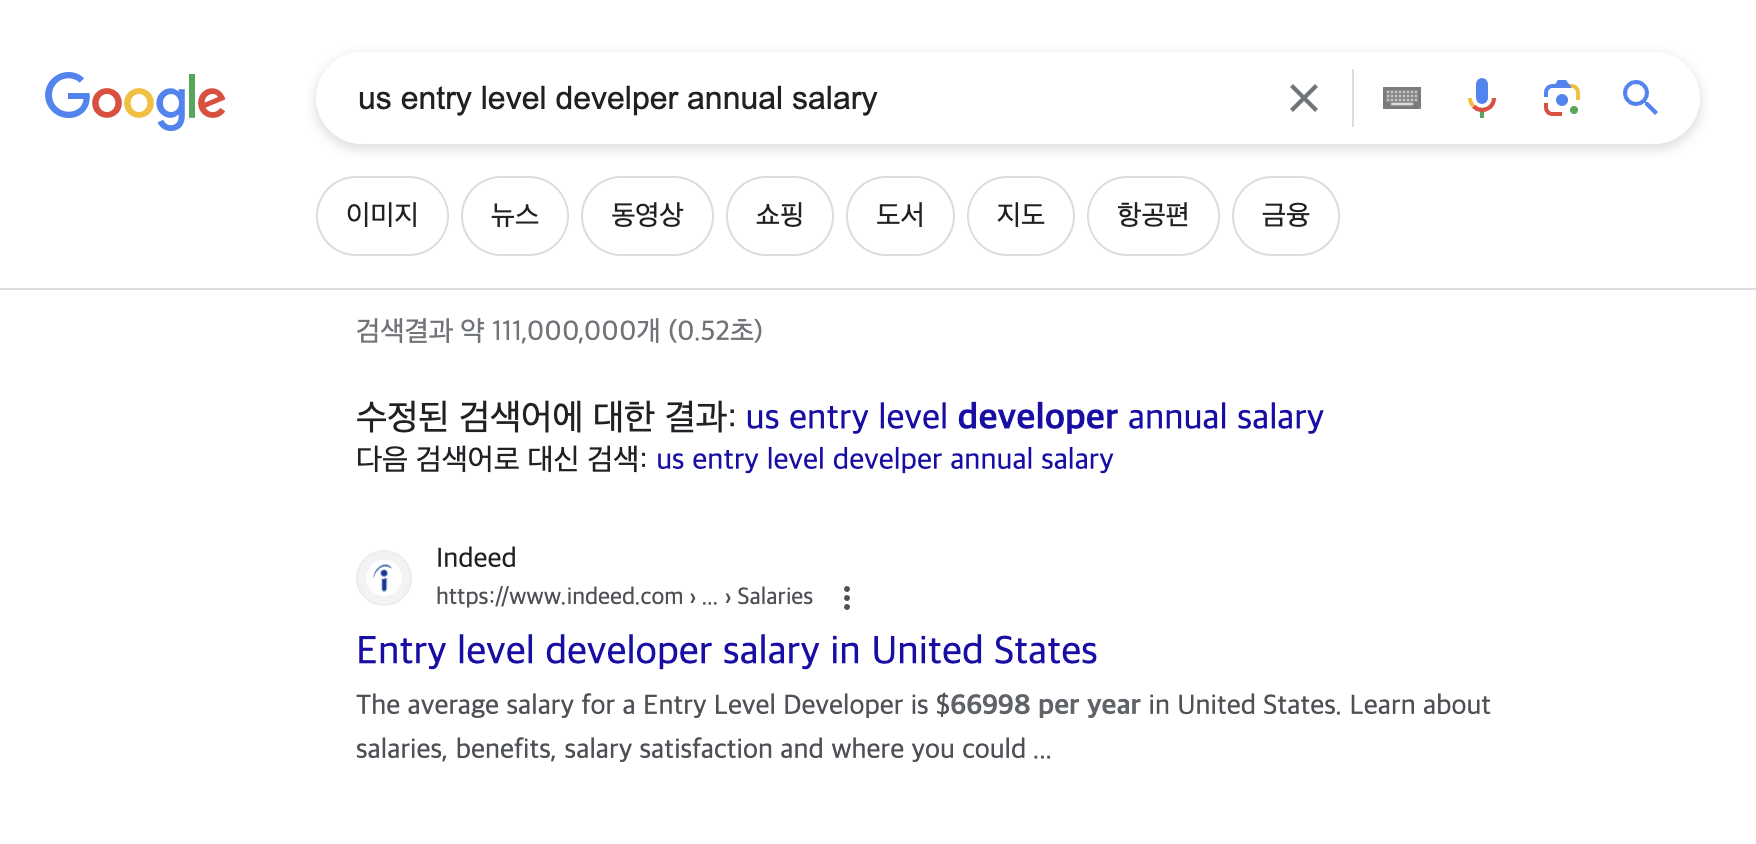 Google
us entry level develper annual salary
이미지 뉴스 동영상 쇼핑 도서 지도 항공편 금융
검색결과 약 111,000,000개 (0.52초)
수정된 검색어에 대한 결과: us entry level developer annual salary
다음 검색어로 대신 검색: us entry level develper annual salary
Indeed
https://www.indeed.com › ... › Salaries
Entry level developer salary in United States
The average salary for a Entry Level Developer is $66998 per year in United States. Learn about
salaries, benefits, salary satisfaction and where you could ...